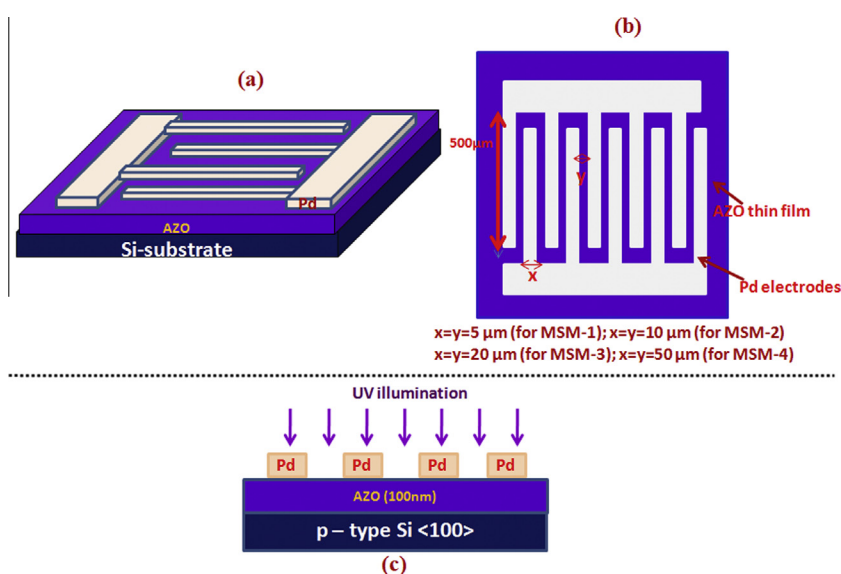 (a)
Pd
AZO
Si-substrate
(b)
500µm
y
x
AZO thin film
Pd electrodes
x=y=5 µm (for MSM-1); x=y=10 µm (for MSM-2)
x=y=20 µm (for MSM-3); x=y=50 µm (for MSM-4)
UV illumination
Pd Pd Pd Pd
AZO (100nm)
p – type Si <100>
(c)